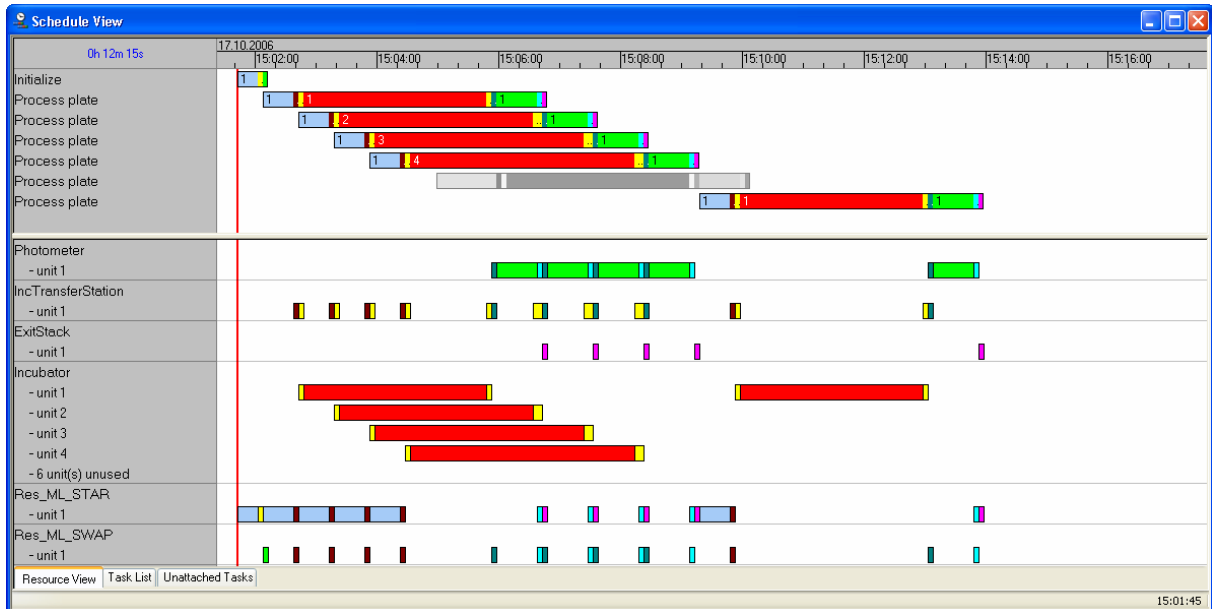 Schedule View
0h 12m 15s
17.10.2006
15:02:00 15:04:00 15:06:00 15:08:00 15:10:00 15:12:00 15:14:00 15:16:00
Initialize 1
Process plate 1 1 1
Process plate 1 2 1
Process plate 1 3 1
Process plate 1 4 1
Process plate
Process plate 1 1 1
Photometer
- unit 1
IncTransferStation
- unit 1
ExitStack
- unit 1
Incubator
- unit 1
- unit 2
- unit 3
- unit 4
- 6 unit(s) unused
Res_ML_STAR
- unit 1
Res_ML_SWAP
- unit 1
Resource View Task List Unattached Tasks
15:01:45